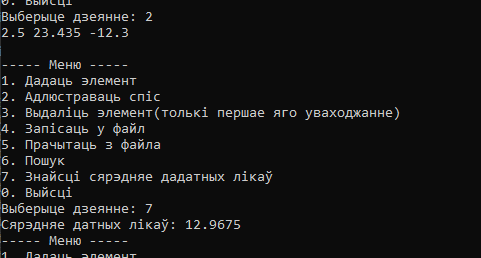 0. Выйсці
Выберыце дзеянне: 2
2.5 23.435 -12.3
----- Меню -----
1. Дадаць элемент
2. Адлюстраваць спіс
3. Выдаліць элемент(толькі першае яго уваходжанне)
4. Запісаць у файл
5. Прачытаць з файла
6. Пошук
7. Знайсці сярэдняе дадатных лікаў
0. Выйсці
Выберыце дзеянне: 7
Сярэдняе датных лікаў: 12.9675
----- Меню -----
1. Дадаць элемент